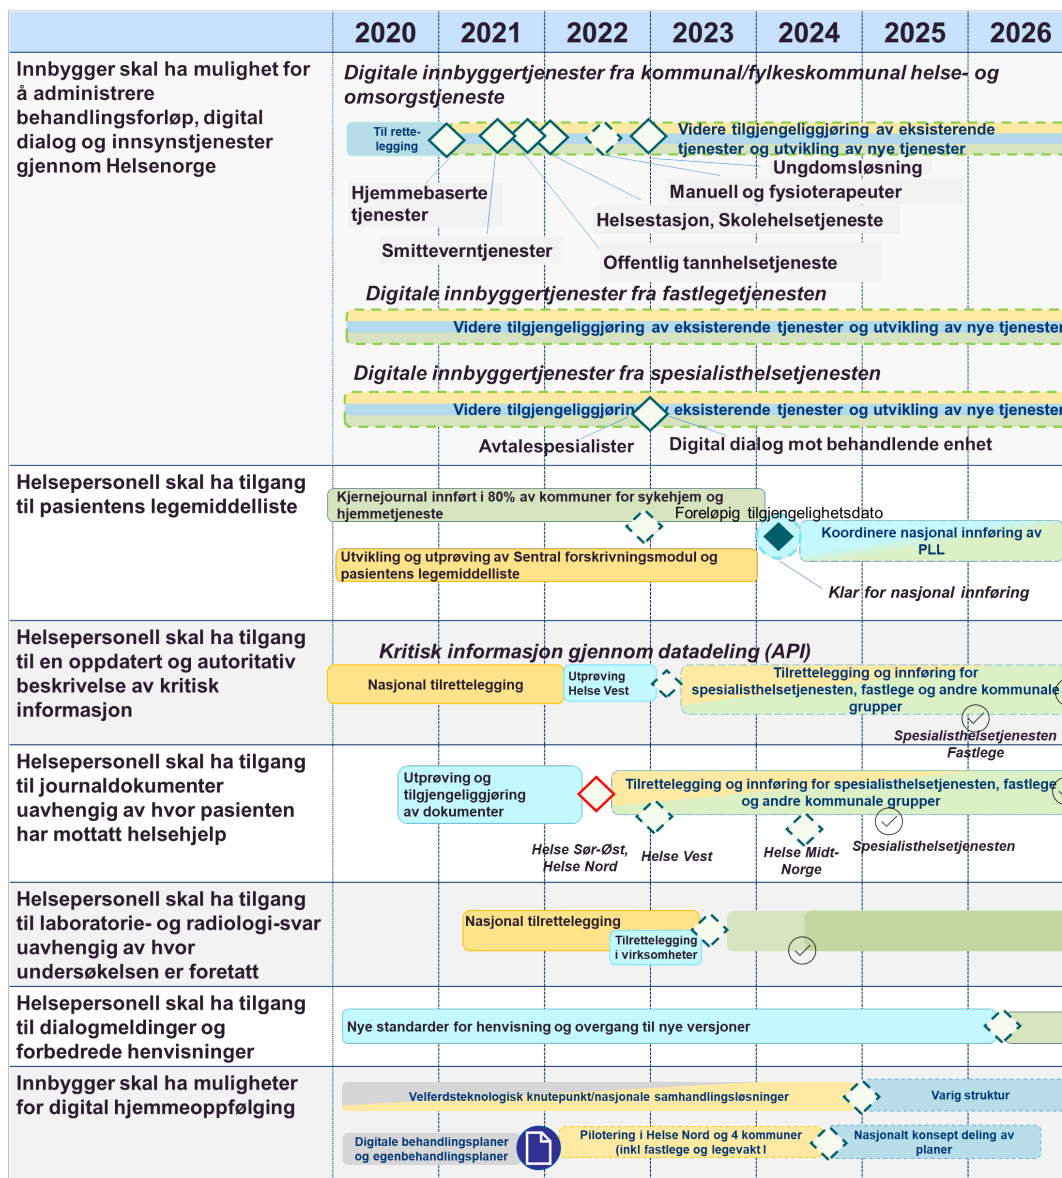 2020 2021 2022 2023 2024 2025 2026
Innbygger skal ha mulighet for
å administrere
behandlingsforløp, digital
dialog og innsynstjenester
gjennom Helsenorge
Digitale innbyggertjenester fra kommunal/fylkeskommunal helse- og
omsorgstjeneste
Til rette-
legging
Videre tilgjengeliggjøring av eksisterende
tjenester og utvikling av nye tjenester
Ungdomsløsning
Manuell og fysioterapeuter
Hjemmebaserte
tjenester
Helsestasjon, Skolehelsetjeneste
Smitteverntjenester
Offentlig tannhelsetjeneste
Digitale innbyggertjenester fra fastlegetjenesten
Videre tilgjengeliggjøring av eksisterende tjenester og utvikling av nye tjenester
Digitale innbyggertjenester fra spesialisthelsetjenesten
Videre tilgjengeliggjøring av eksisterende tjenester og utvikling av nye tjenester
Avtalespesialister
Digital dialog mot behandlende enhet
Helsepersonell skal ha tilgang
til pasientens legemiddelliste
Kjernejournal innført i 80% av kommuner for sykehjem og
hjemmetjeneste
Foreløpig tilgjengelighetsdato
Koordinere nasjonal innføring av
PLL
Utvikling og utprøving av Sentral forskrivningsmodul og
pasientens legemiddelliste
Klar for nasjonal innføring
Helsepersonell skal ha tilgang
til en oppdatert og autoritativ
beskrivelse av kritisk
informasjon
Kritisk informasjon gjennom datadeling (API)
Nasjonal tilrettelegging
Utprøving
Helse Vest
Tilrettelegging og innføring for
spesialisthelsetjenesten, fastlege og andre kommunale
grupper
Spesialisthelsetjenesten
Fastlege
Helsepersonell skal ha tilgang
til journaldokumenter
uavhengig av hvor pasienten
har mottatt helsehjelp
Utprøving og
tilgjengeliggjøring
av dokumenter
Tilrettelegging og innføring for spesialisthelsetjenesten, fastlege
og andre kommunale grupper
Helse Sør-Øst,
Helse Nord
Helse Vest
Helse Midt-
Norge
Spesialisthelsetjenesten
Helsepersonell skal ha tilgang
til laboratorie- og radiologi-svar
uavhengig av hvor
undersøkelsen er foretatt
Nasjonal tilrettelegging
Tilrettelegging
i virksomheter
Helsepersonell skal ha tilgang
til dialogmeldinger og
forbedrede henvisninger
Nye standarder for henvisning og overgang til nye versjoner
Innbygger skal ha muligheter
for digital hjemmeoppfølging
Velferdsteknologisk knutepunkt/nasjonale samhandlingsløsninger
Varig struktur
Digitale behandlingsplaner
og egenbehandlingsplaner
Pilotering i Helse Nord og 4 kommuner
(inkl fastlege og legevakt I
Nasjonalt konsept deling av
planer